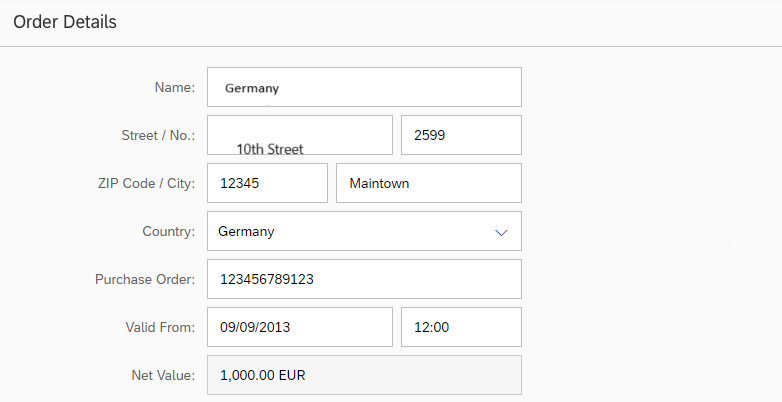 Order Details
Name: Germany
Street / No.: 10th Street 2599
ZIP Code / City: 12345 Maintown
Country: Germany
Purchase Order: 123456789123
Valid From: 09/09/2013 12:00
Net Value: 1,000.00 EUR